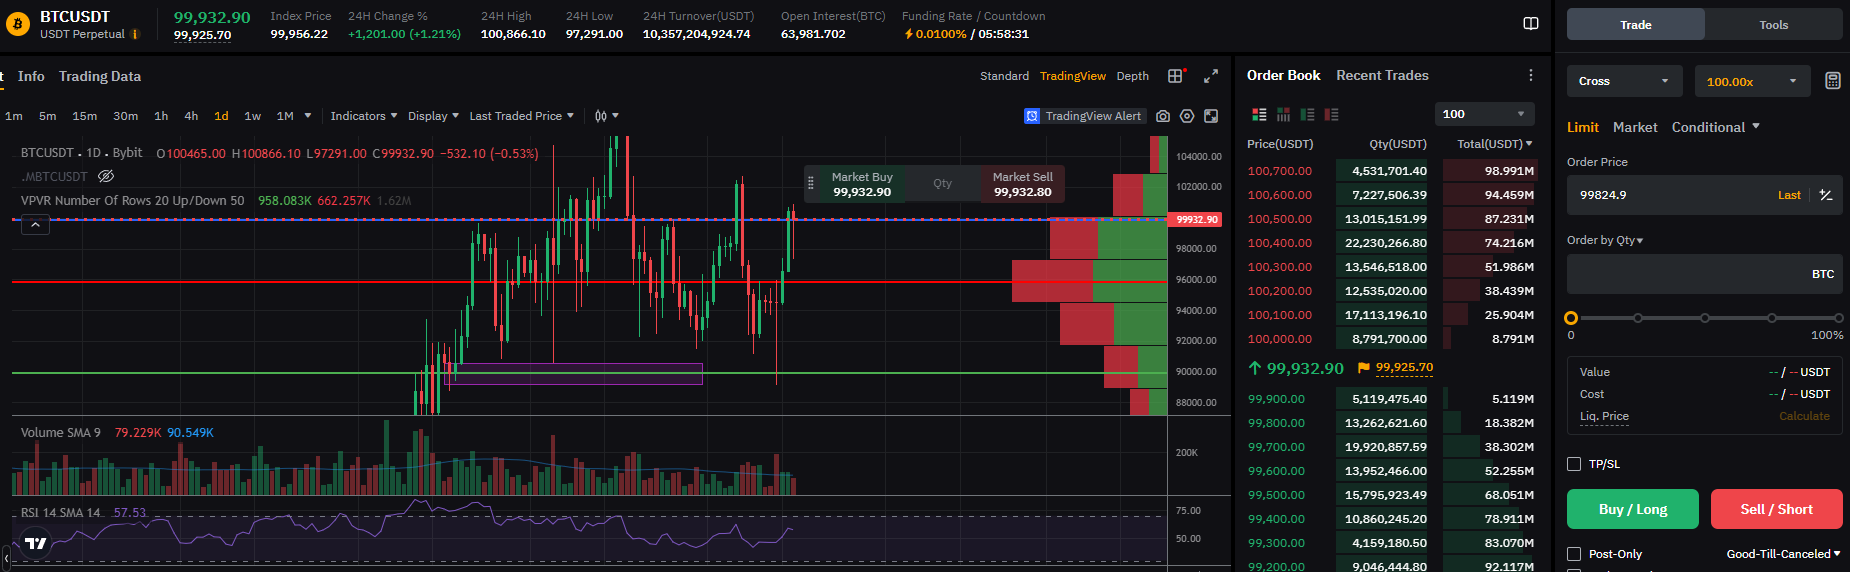 BTCUSDT
USDT Perpetual
99,932.90
99,925.70
Index Price
99,956.22
24H Change %
+1,201.00 (+1.21%)
24H High
100,866.10
24H Low
97,291.00
24H Turnover(USDT)
10,357,204,924.74
Open Interest(BTC)
63,981.702
Funding Rate / Countdown
0.0100% / 05:58:31
t Info Trading Data
Standard TradingView Depth
1m 5m 15m 30m 1h 4h 1d 1w 1M Indicators Display Last Traded Price
TradingView Alert
BTCUSDT · 1D · Bybit O100465.00 H100866.10 L97291.00 C99932.90 −532.10 (−0.53%)
.MBTCUSDT
VPVR Number Of Rows 20 Up/Down 50 958.083K 662.257K 1.62M
Market Buy
99,932.90
Qty
Market Sell
99,932.80
104000.00
102000.00
99932.90
98000.00
96000.00
94000.00
92000.00
90000.00
88000.00
Volume SMA 9 79.229K 90.549K
200K
RSI 14 SMA 14 57.53
75.00
50.00
Order Book Recent Trades
100
Price(USDT) Qty(USDT) Total(USDT)
100,700.00 4,531,701.40 98.991M
100,600.00 7,227,506.39 94.459M
100,500.00 13,015,151.99 87.231M
100,400.00 22,230,266.80 74.216M
100,300.00 13,546,518.00 51.986M
100,200.00 12,535,020.00 38.439M
100,100.00 17,113,196.10 25.904M
100,000.00 8,791,700.00 8.791M
99,932.90 99,925.70
99,900.00 5,119,475.40 5.119M
99,800.00 13,262,621.60 18.382M
99,700.00 19,920,857.59 38.302M
99,600.00 13,952,466.00 52.255M
99,500.00 15,795,923.49 68.051M
99,400.00 10,860,245.20 78.911M
99,300.00 4,159,180.50 83.070M
99,200.00 9,046,444.80 92.117M
Trade Tools
Cross 100.00x
Limit Market Conditional
Order Price
99824.9 Last
Order by Qty
BTC
0 100%
Value -- / -- USDT
Cost -- / -- USDT
Liq. Price Calculate
TP/SL
Buy / Long Sell / Short
Post-Only Good-Till-Canceled